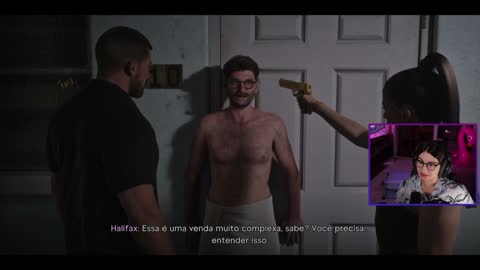 Halifax: Essa é uma venda muito complexa, sabe? Você precisa
entender isso.